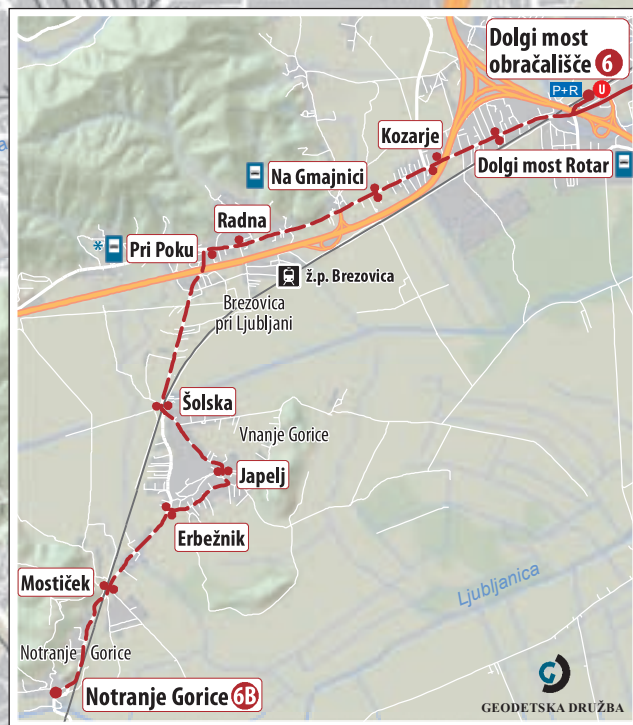 Dolgi most
obračališče 6
P+R
U
Kozarje
Dolgi most Rotar
Na Gmajnici
Radna
* Pri Poku
ž.p. Brezovica
Brezovica
pri Ljubljani
Šolska
Vnanje Gorice
Japelj
Erbežnik
Mostiček
Ljubljanica
Notranje Gorice
Notranje Gorice 6B
GEODETSKA DRUŽBA